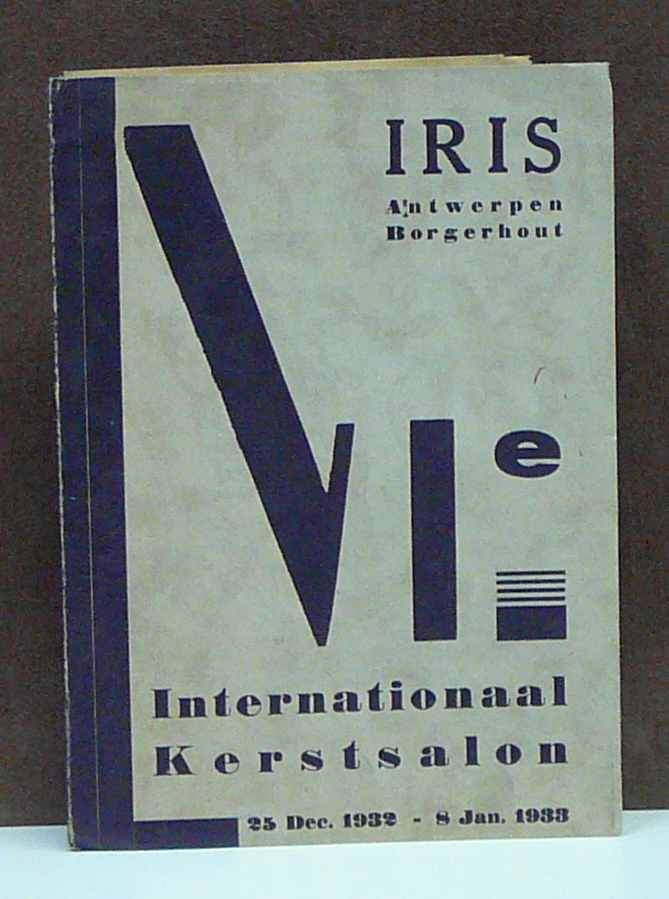 IRIS
Antwerpen
Borgerhout
VIe
Internationaal
Kerstsalon
25 Dec. 1932 - 8 Jan. 1933